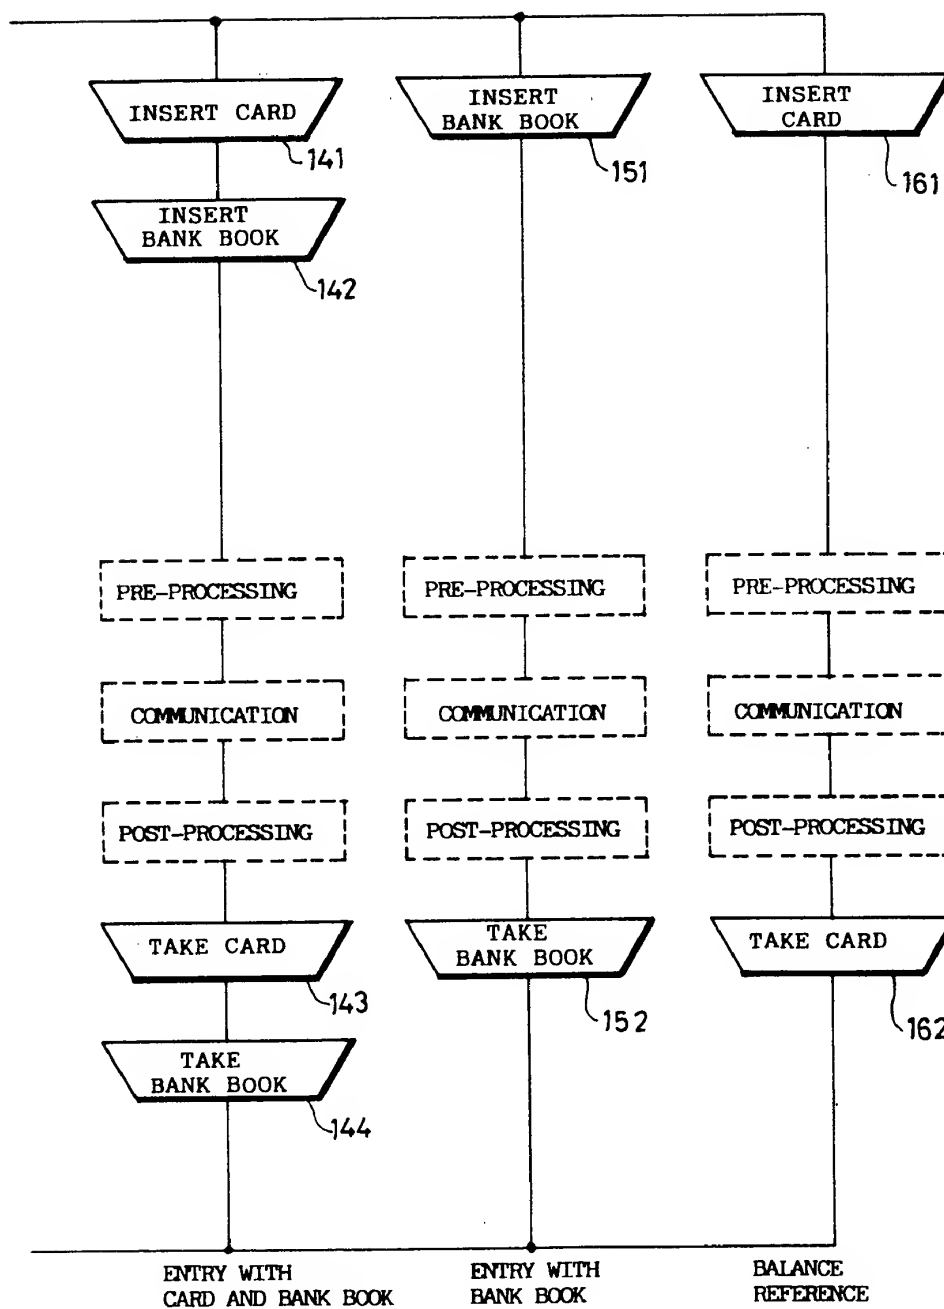 INSERT CARD
141
INSERT
BANK BOOK
142
PRE-PROCESSING
COMMUNICATION
POST-PROCESSING
TAKE CARD
143
TAKE
BANK BOOK
144
ENTRY WITH
CARD AND BANK BOOK
INSERT
BANK BOOK
151
PRE-PROCESSING
COMMUNICATION
POST-PROCESSING
TAKE
BANK BOOK
152
ENTRY WITH
BANK BOOK
INSERT
CARD
161
PRE-PROCESSING
COMMUNICATION
POST-PROCESSING
TAKE CARD
162
BALANCE
REFERENCE